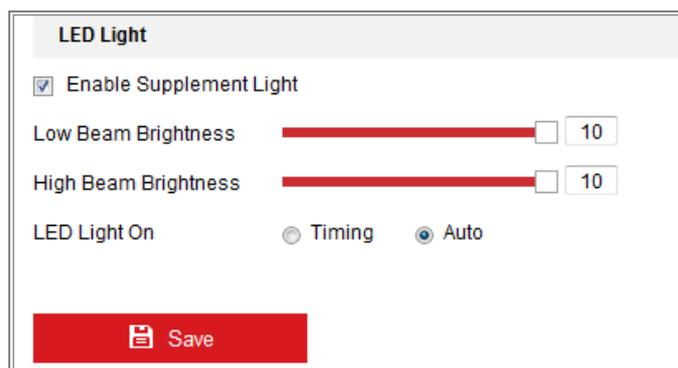 LED Light
Enable Supplement Light
Low Beam Brightness 10
High Beam Brightness 10
LED Light On Timing Auto
Save